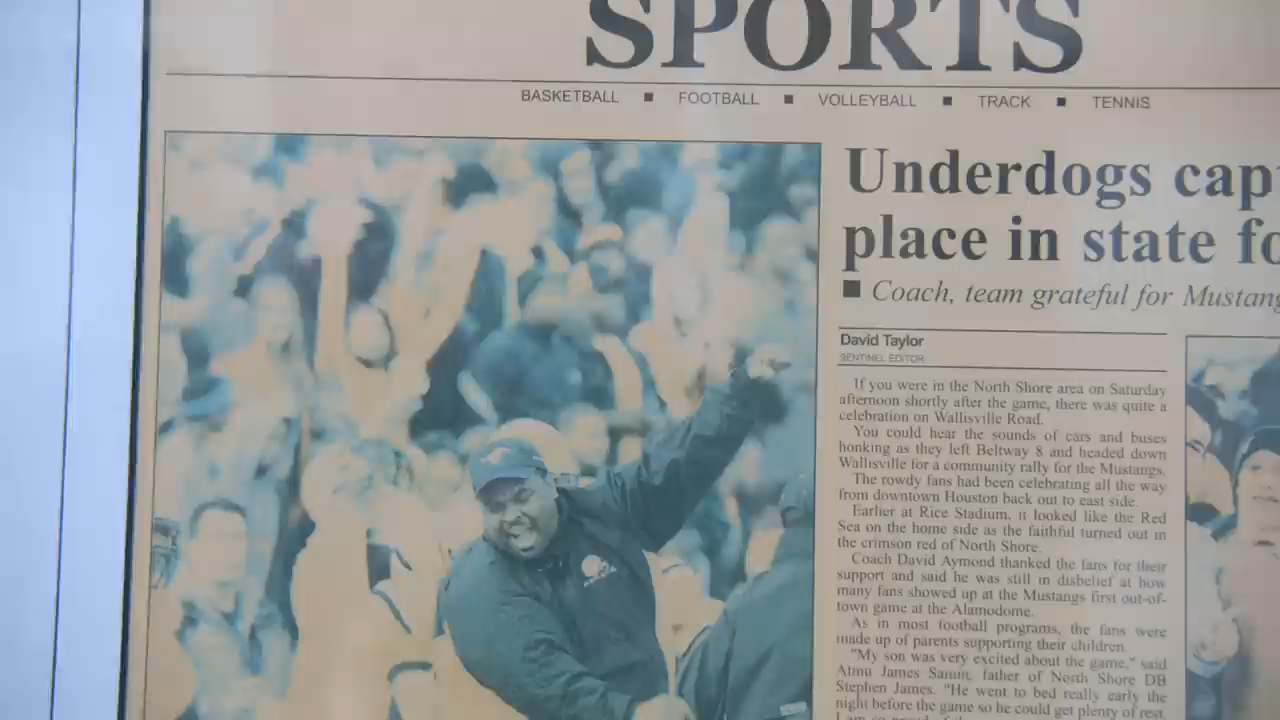 SPORTS
BASKETBALL ■ FOOTBALL ■ VOLLEYBALL ■ TRACK ■ TENNIS
Underdogs cap
place in state fo
■ Coach, team grateful for Mustang
David Taylor
SENTINEL EDITOR
If you were in the North Shore area on Saturday
afternoon shortly after the game, there was quite a
celebration on Wallisville Road.
You could hear the sounds of cars and buses
honking as they left Beltway 8 and headed down
Wallisville for a community rally for the Mustangs.
The rowdy fans had been celebrating all the way
from downtown Houston back out to east side.
Earlier at Rice Stadium, it looked like the Red
Sea on the home side as the faithful turned out in
the crimson red of North Shore.
Coach David Aymond thanked the fans for their
support and said he was still in disbelief at how
many fans showed up at the Mustangs first out-of-
town game at the Alamodome.
As in most football programs, the fans were
made up of parents supporting their children.
"My son was very excited about the game," said
Atmu James Samm, father of North Shore DB
Stephen James. "He went to bed really early the
night before the game so he could get plenty of rest.